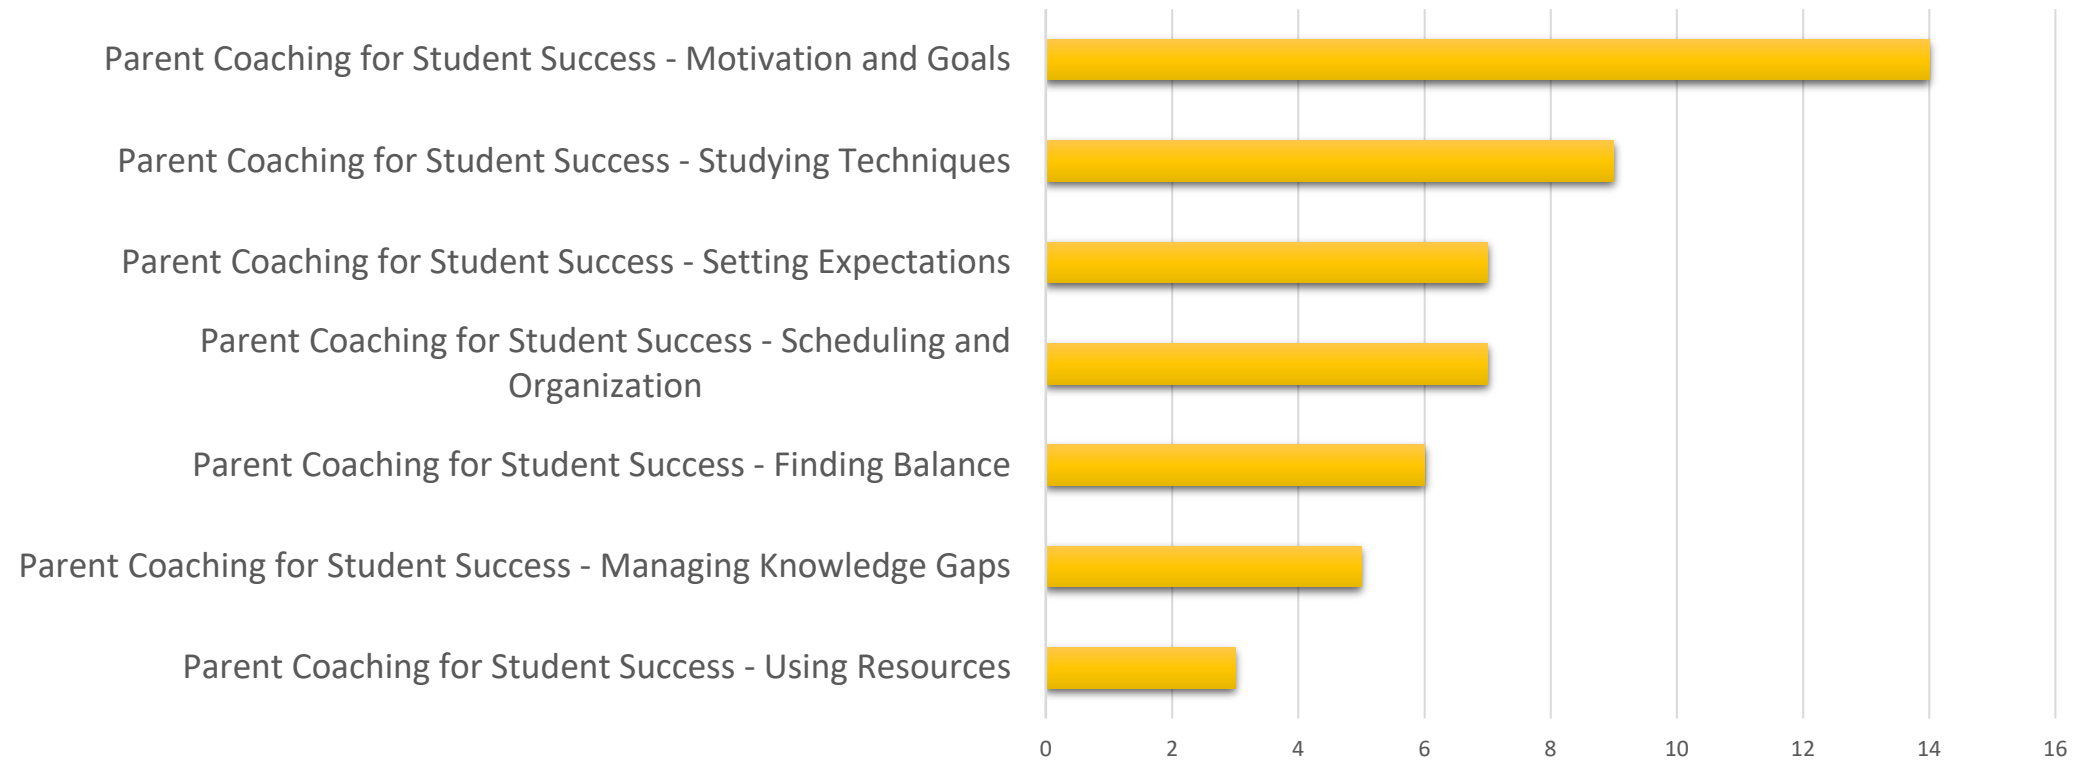 Parent Coaching for Student Success - Motivation and Goals
Parent Coaching for Student Success - Studying Techniques
Parent Coaching for Student Success - Setting Expectations
Parent Coaching for Student Success - Scheduling and
Organization
Parent Coaching for Student Success - Finding Balance
Parent Coaching for Student Success - Managing Knowledge Gaps
Parent Coaching for Student Success - Using Resources
0 2 4 6 8 10 12 14 16